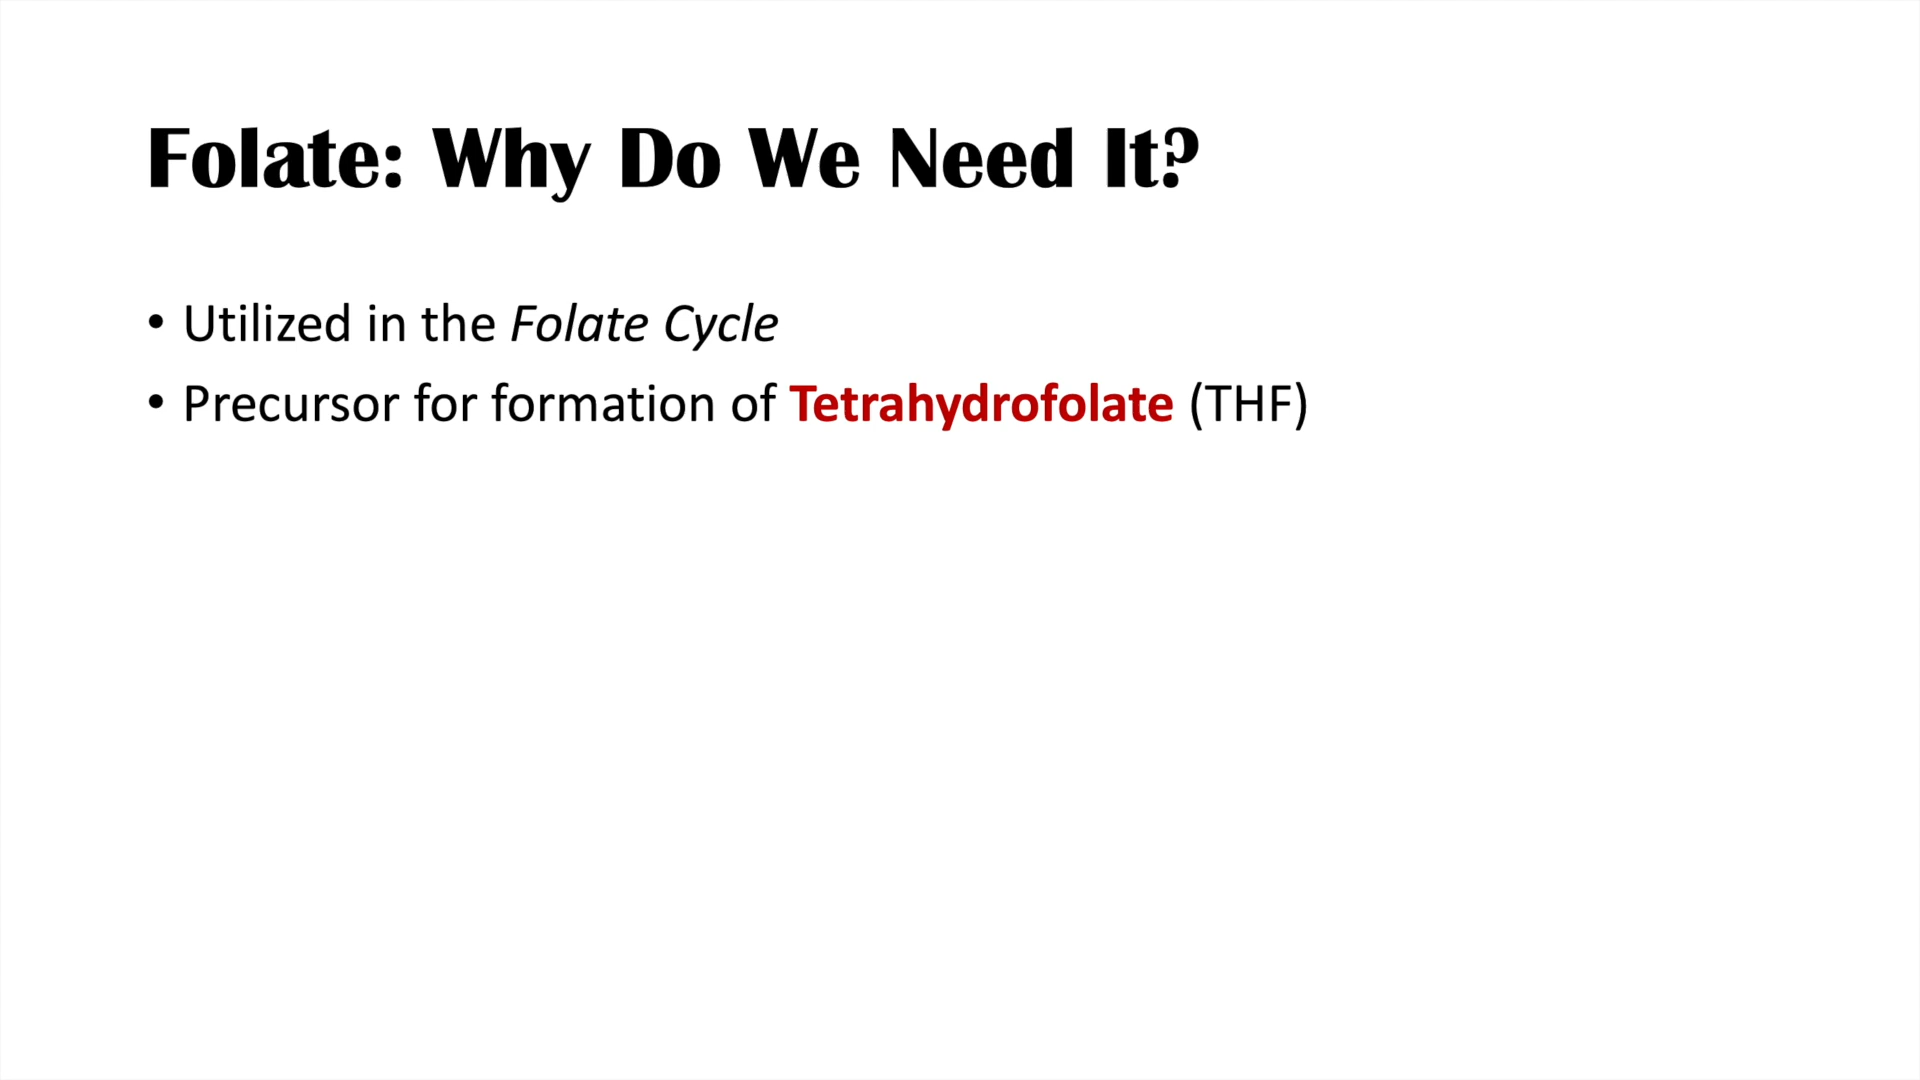 Folate: Why Do We Need It?
• Utilized in the Folate Cycle
• Precursor for formation of Tetrahydrofolate (THF)